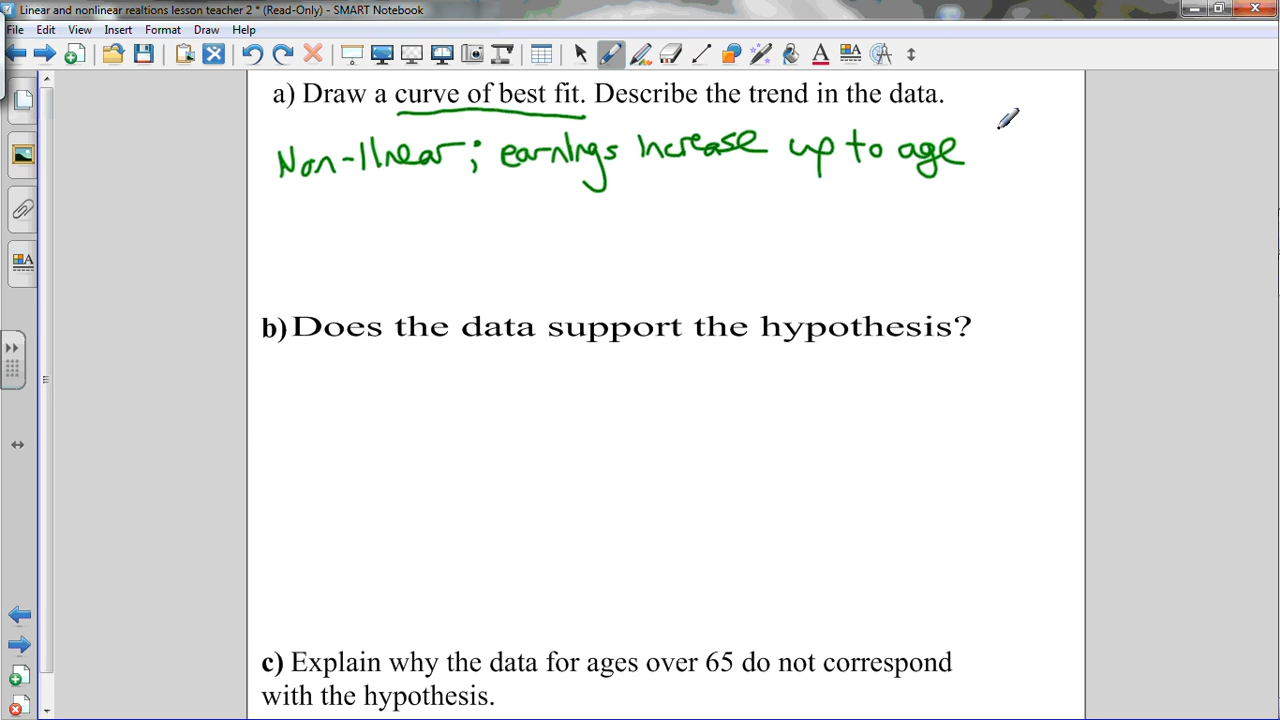 Linear and nonlinear realtions lesson teacher 2 * (Read-Only) - SMART Notebook
File Edit View Insert Format Draw Help
a) Draw a curve of best fit. Describe the trend in the data.
Non-linear; earnings increase up to age
b) Does the data support the hypothesis?
c) Explain why the data for ages over 65 do not correspond
with the hypothesis.